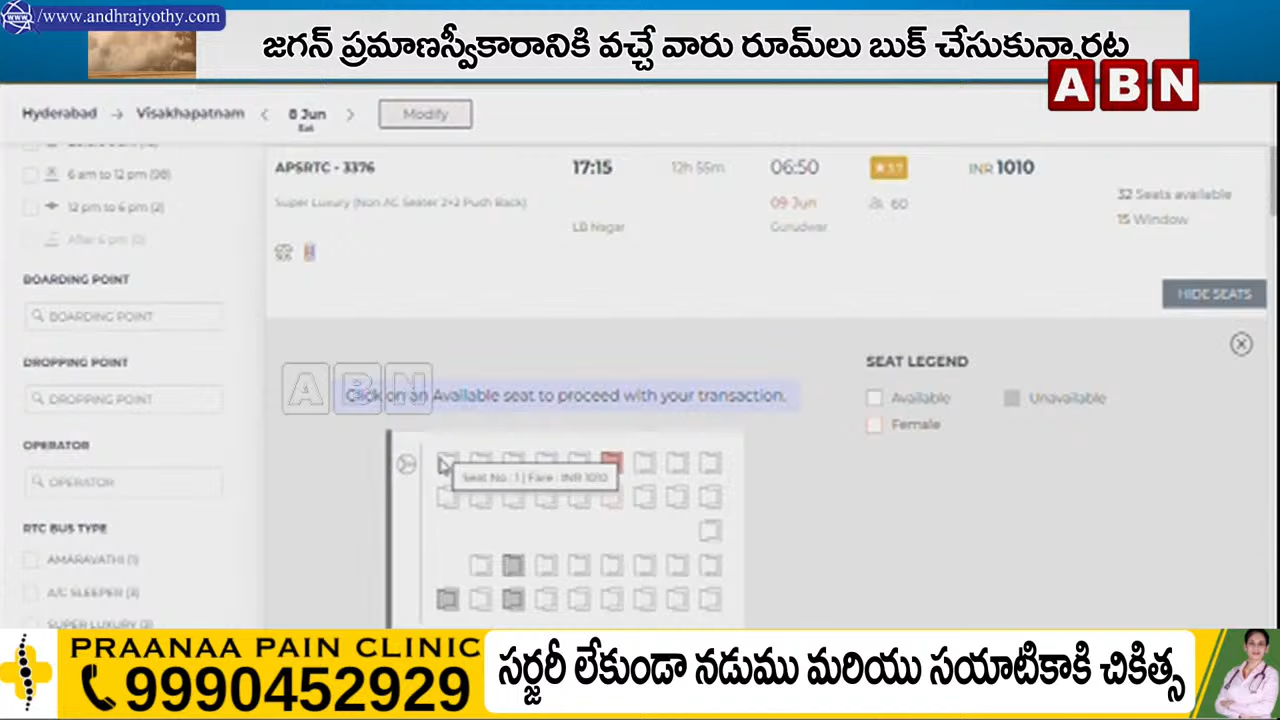 /www.andhrajyothy.com
జగన్ ప్రమాణస్వీకారానికి వచ్చే వారు రూమ్‌లు బుక్ చేసుకున్నారట
ABN
Hyderabad → Visakhapatnam < 8 Jun > Modify
Sat
6 am to 12 pm (98)
12 pm to 6 pm (2)
After 6 pm (0)
BOARDING POINT
BOARDING POINT
DROPPING POINT
DROPPING POINT
OPERATOR
OPERATOR
RTC BUS TYPE
AMARAVATHI (1)
A/C SLEEPER (3)
SUPER LUXURY
APSRTC - 3376 17:15 12h 55m 06:50 INR 1010
Super Luxury (Non AC Seater 2+2 Push Back) 09 Jun 60 32 Seats available
LB Nagar Gurudwar 15 Window
HIDE SEATS
ABN
Click on an Available seat to proceed with your transaction.
SEAT LEGEND
Available Unavailable
Female
Seat No : 1 | Fare : INR 1010
PRAANAA PAIN CLINIC
9990452929
సర్జరీ లేకుండా నడుము మరియు సయాటికాకి చికిత్స